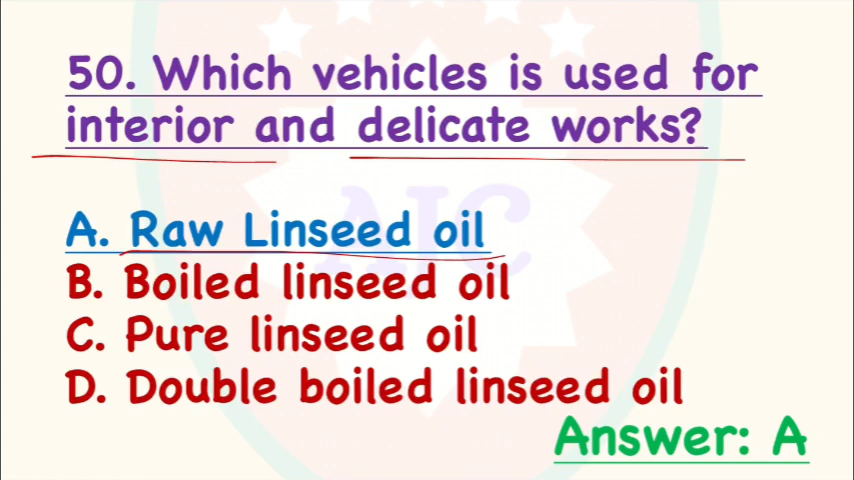 50. Which vehicles is used for
interior and delicate works?
AJC
A. Raw Linseed oil
B. Boiled linseed oil
C. Pure linseed oil
D. Double boiled linseed oil
Answer: A